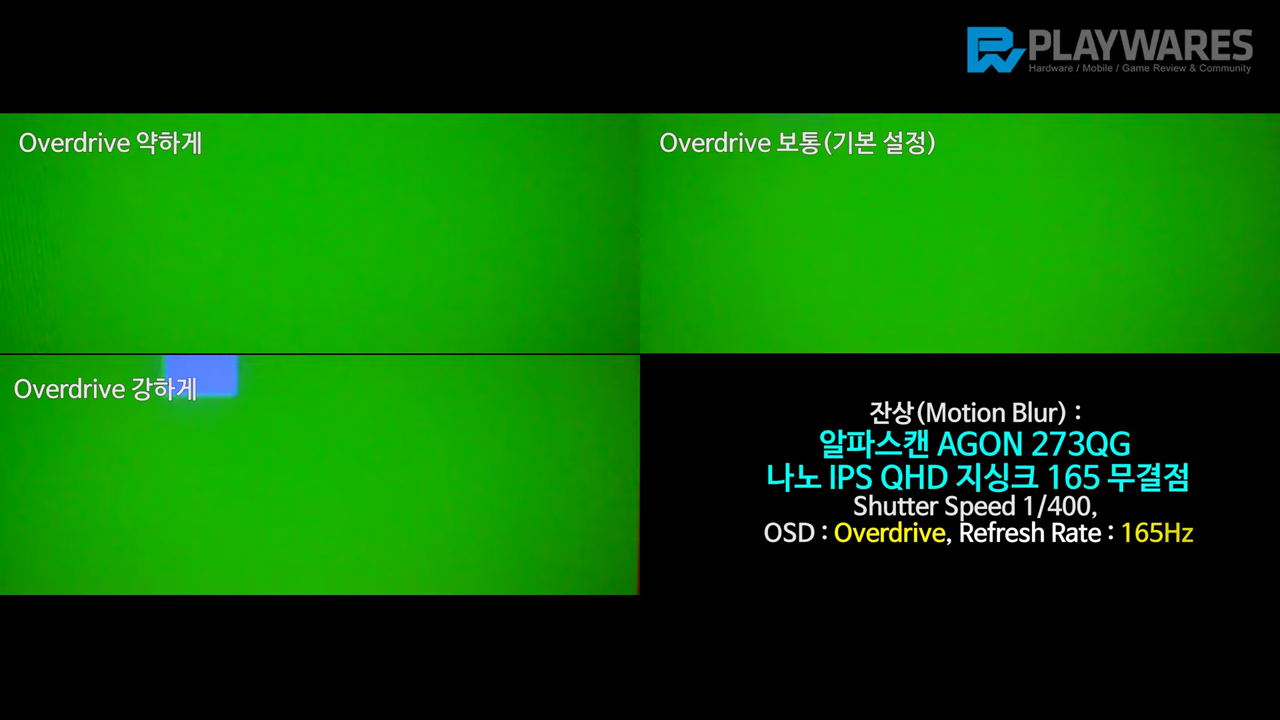 PLAYWARES
Hardware / Mobile / Game Review & Community
Overdrive 약하게
Overdrive 보통(기본 설정)
Overdrive 강하게
잔상(Motion Blur) :
알파스캔 AGON 273QG
나노 IPS QHD 지싱크 165 무결점
Shutter Speed 1/400,
OSD : Overdrive, Refresh Rate : 165Hz